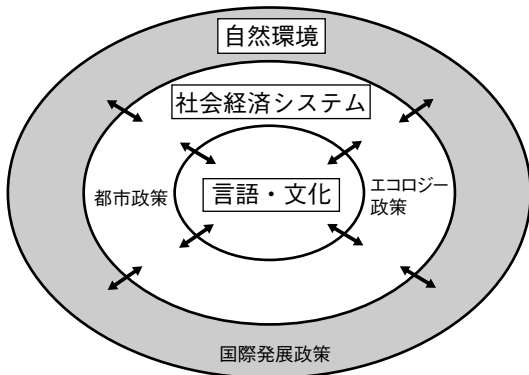 自然環境
社会経済システム
言語・文化
都市政策
エコロジー
政策
国際発展政策